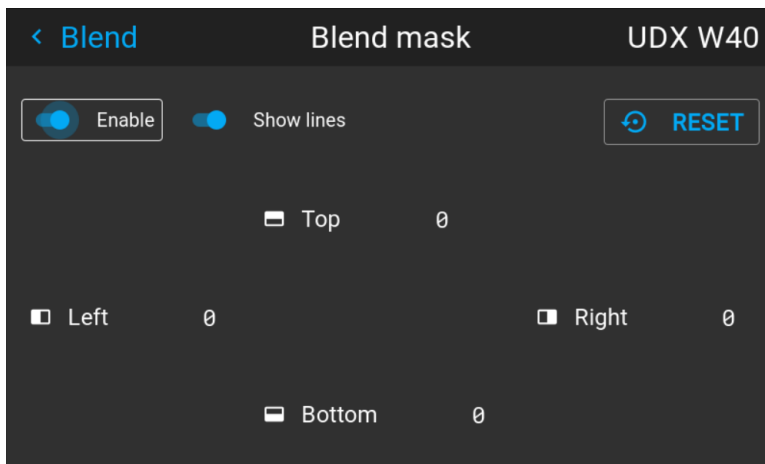 < Blend Blend mask UDX W40
Enable Show lines RESET
Top 0
Left 0 Right 0
Bottom 0